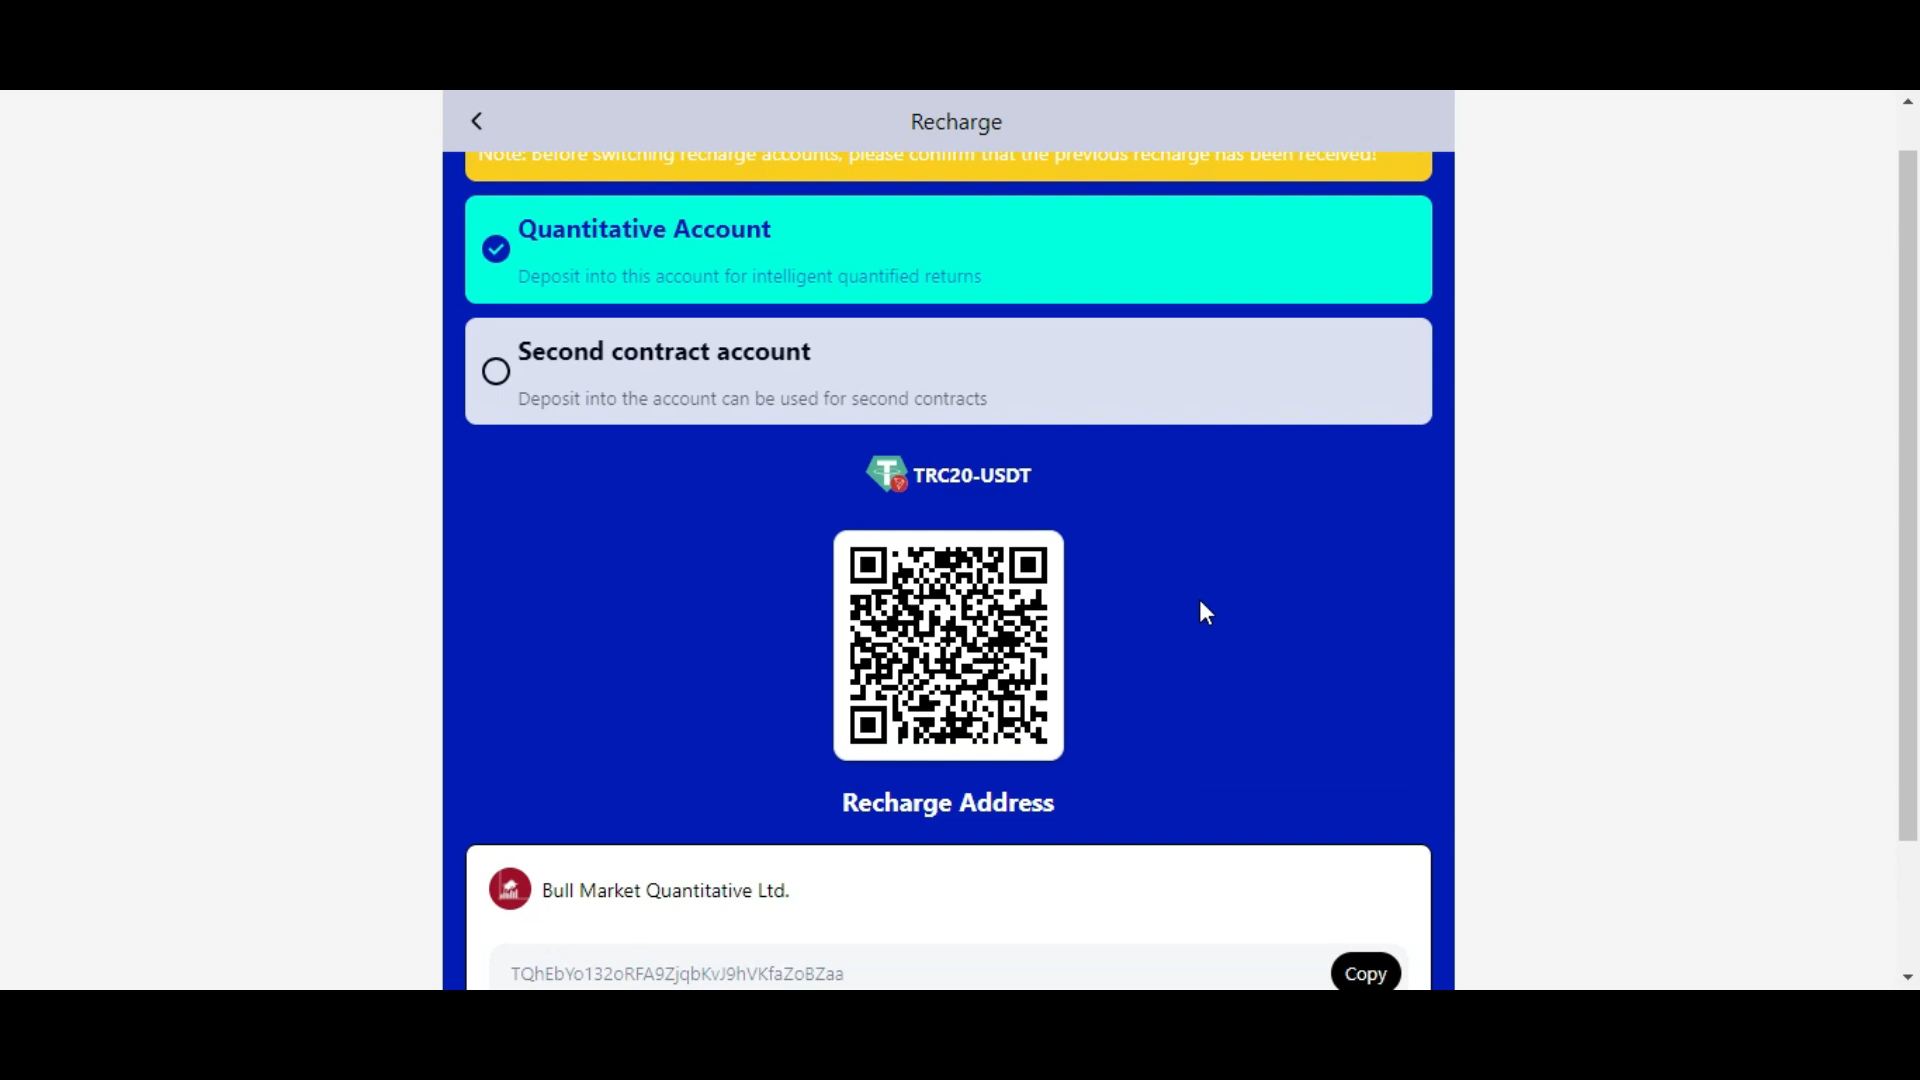 Recharge
Note: Before switching recharge accounts, please confirm that the previous recharge has been received!
Quantitative Account
Deposit into this account for intelligent quantified returns
Second contract account
Deposit into the account can be used for second contracts
TRC20-USDT
Recharge Address
Bull Market Quantitative Ltd.
TQhEbYo132oRFA9ZjqbKvJ9hVKfaZoBZaa
Copy